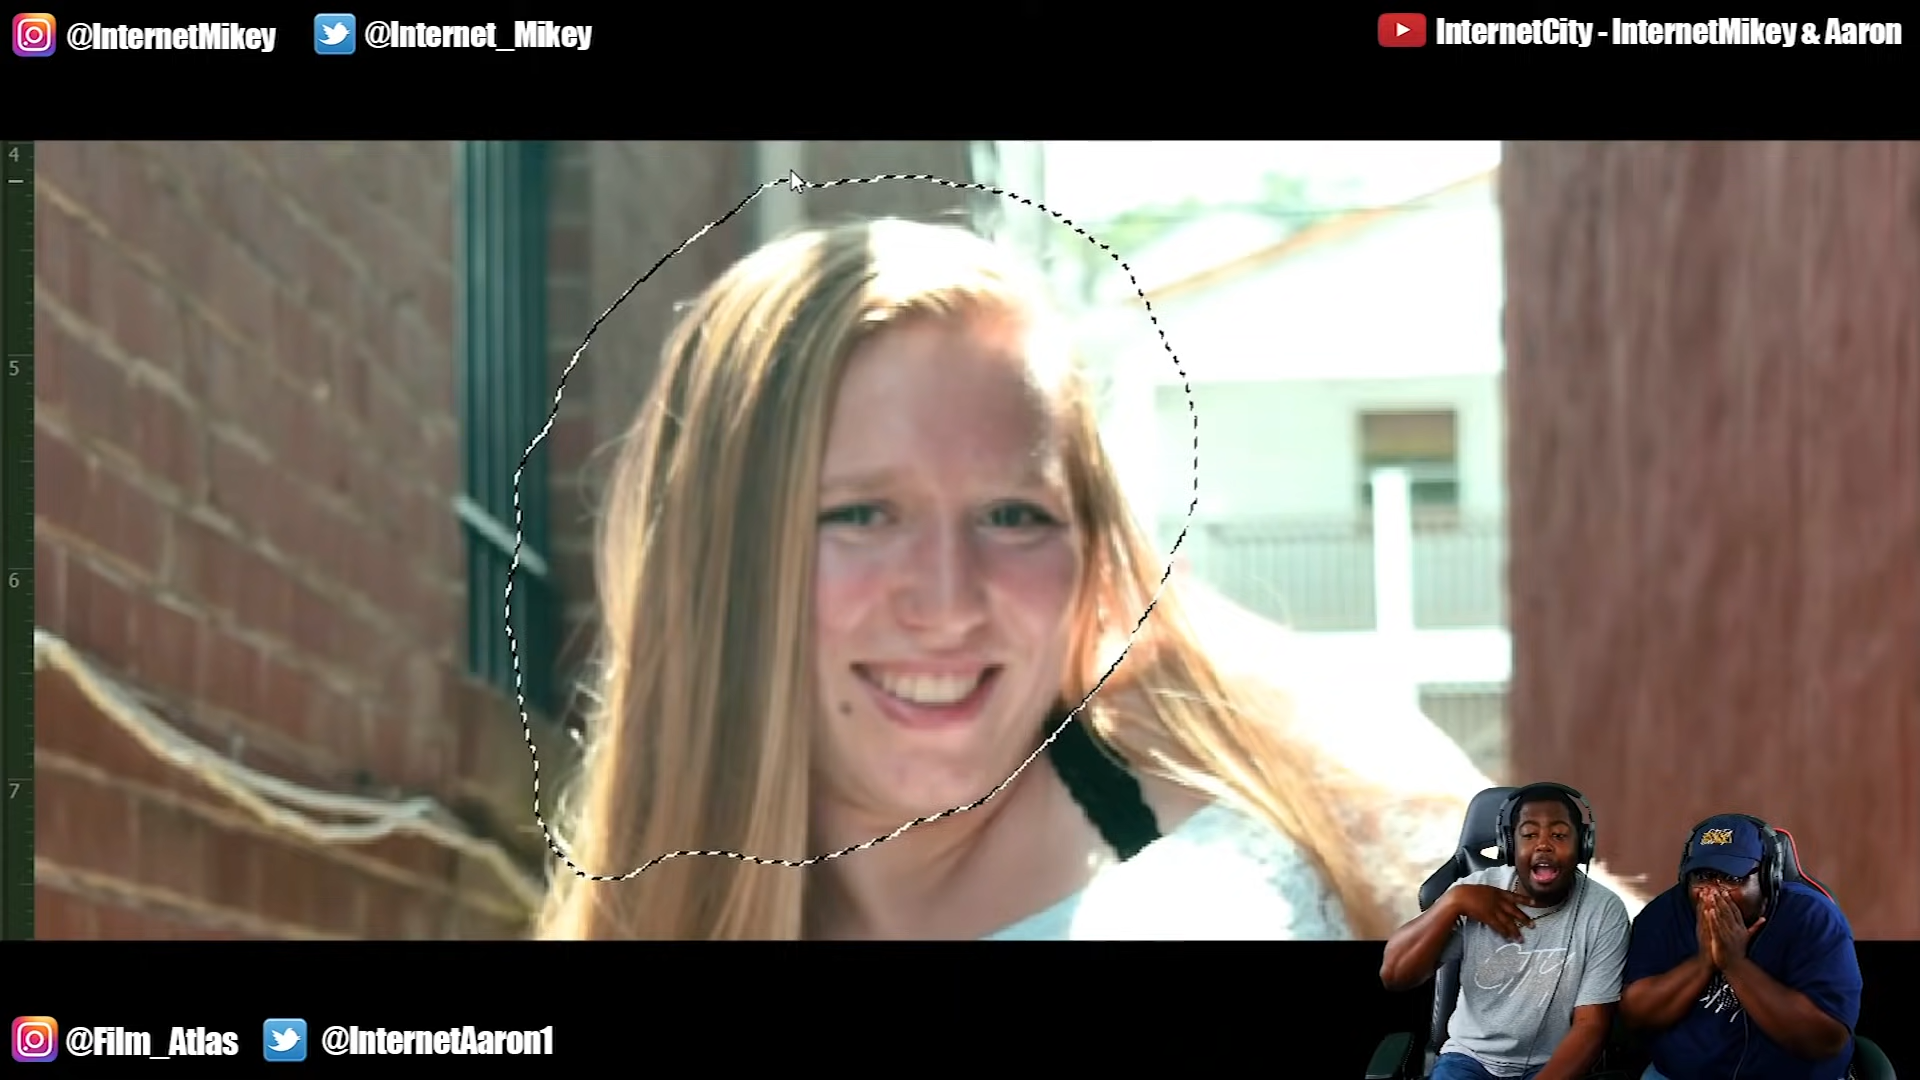 @InternetMikey
@Internet_Mikey
InternetCity - InternetMikey & Aaron
4
5
6
7
@Film_Atlas
@InternetAaron1